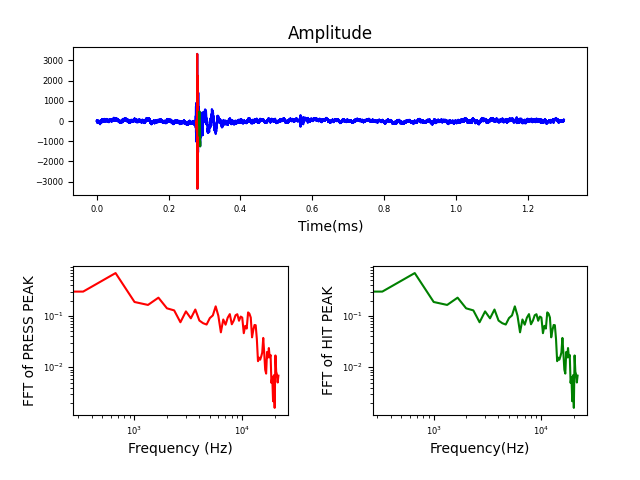 Amplitude
3000
2000
1000
0
−1000
−2000
−3000
0.0 0.2 0.4 0.6 0.8 1.0 1.2
Time(ms)
FFT of PRESS PEAK
10⁻¹
10⁻²
10³ 10⁴
Frequency (Hz)
FFT of HIT PEAK
10⁻¹
10⁻²
10³ 10⁴
Frequency(Hz)